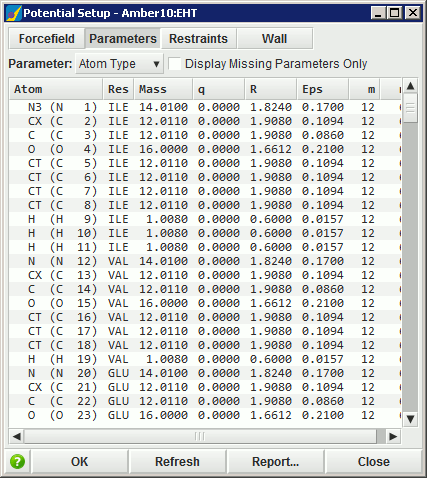 Potential Setup - Amber10:EHT
Forcefield Parameters Restraints Wall
Parameter: Atom Type Display Missing Parameters Only
Atom Res Mass q R Eps m
N3 (N 1) ILE 14.0100 0.0000 1.8240 0.1700 12
CX (C 2) ILE 12.0110 0.0000 1.9080 0.1094 12
C (C 3) ILE 12.0110 0.0000 1.9080 0.0860 12
O (O 4) ILE 16.0000 0.0000 1.6612 0.2100 12
CT (C 5) ILE 12.0110 0.0000 1.9080 0.1094 12
CT (C 6) ILE 12.0110 0.0000 1.9080 0.1094 12
CT (C 7) ILE 12.0110 0.0000 1.9080 0.1094 12
CT (C 8) ILE 12.0110 0.0000 1.9080 0.1094 12
H (H 9) ILE 1.0080 0.0000 0.6000 0.0157 12
H (H 10) ILE 1.0080 0.0000 0.6000 0.0157 12
H (H 11) ILE 1.0080 0.0000 0.6000 0.0157 12
N (N 12) VAL 14.0100 0.0000 1.8240 0.1700 12
CX (C 13) VAL 12.0110 0.0000 1.9080 0.1094 12
C (C 14) VAL 12.0110 0.0000 1.9080 0.0860 12
O (O 15) VAL 16.0000 0.0000 1.6612 0.2100 12
CT (C 16) VAL 12.0110 0.0000 1.9080 0.1094 12
CT (C 17) VAL 12.0110 0.0000 1.9080 0.1094 12
CT (C 18) VAL 12.0110 0.0000 1.9080 0.1094 12
H (H 19) VAL 1.0080 0.0000 0.6000 0.0157 12
N (N 20) GLU 14.0100 0.0000 1.8240 0.1700 12
CX (C 21) GLU 12.0110 0.0000 1.9080 0.1094 12
C (C 22) GLU 12.0110 0.0000 1.9080 0.0860 12
O (O 23) GLU 16.0000 0.0000 1.6612 0.2100 12
? OK Refresh Report... Close